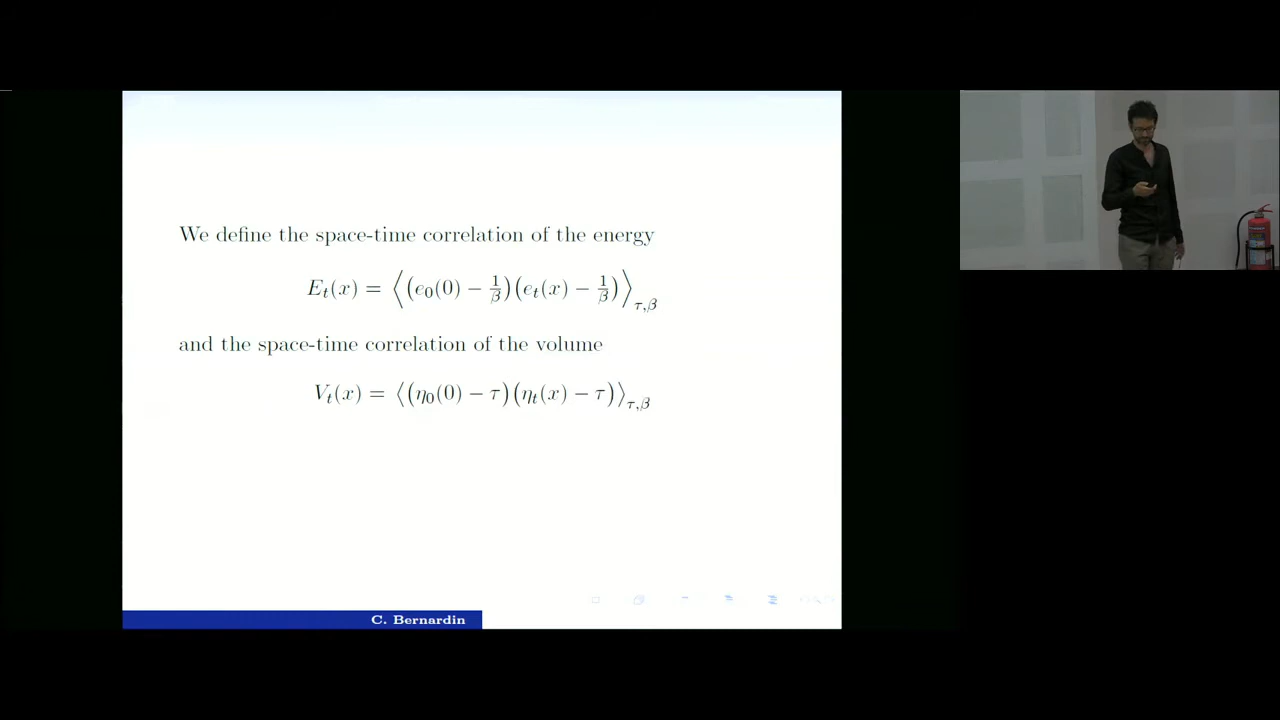 We define the space-time correlation of the energy
E_t(x) = ⟨(e_0(0) − 1/β)(e_t(x) − 1/β)⟩_{τ,β}
and the space-time correlation of the volume
V_t(x) = ⟨(η_0(0) − τ)(η_t(x) − τ)⟩_{τ,β}
C. Bernardin